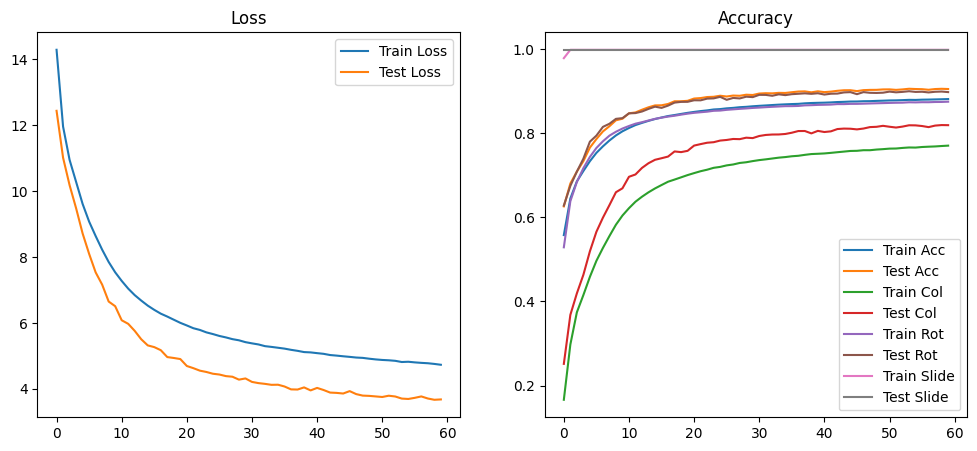 Loss
Train Loss
Test Loss
14
12
10
8
6
4
0 10 20 30 40 50 60
Accuracy
1.0
0.8
0.6
0.4
0.2
Train Acc
Test Acc
Train Col
Test Col
Train Rot
Test Rot
Train Slide
Test Slide
0 10 20 30 40 50 60